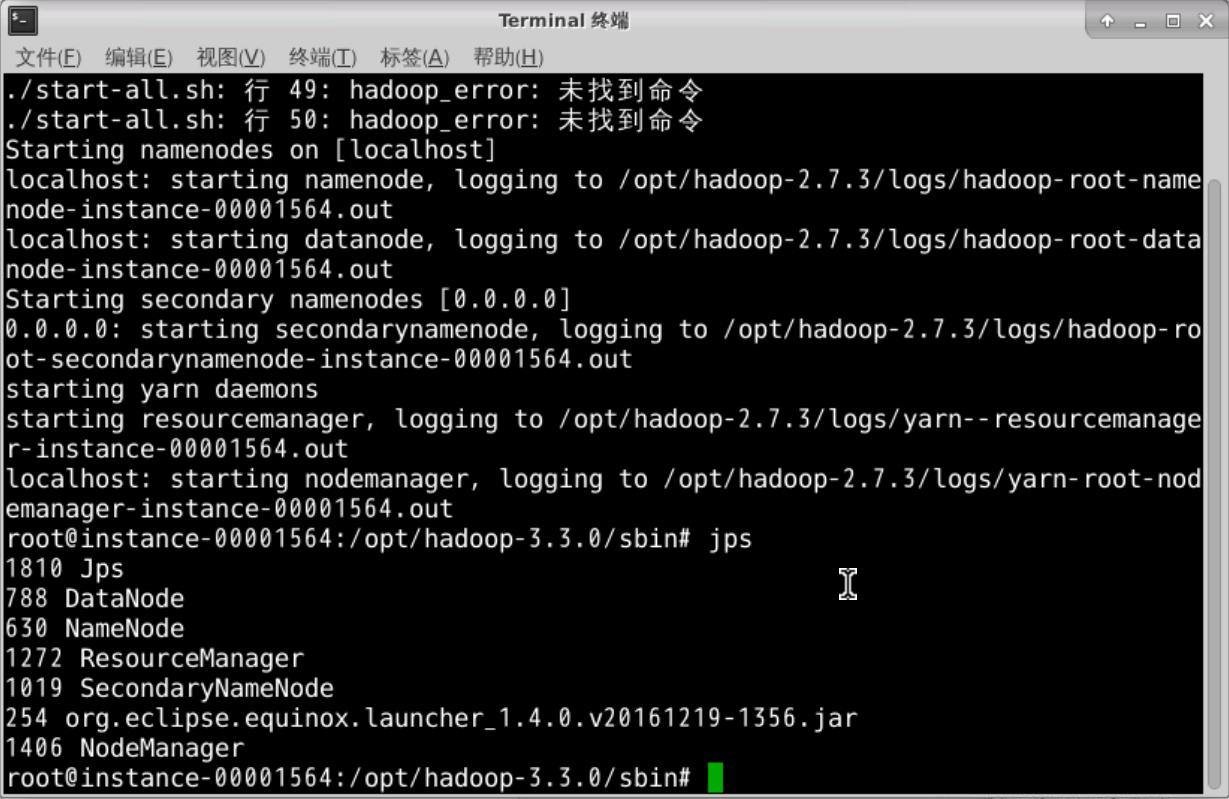 Terminal 终端
文件(F) 编辑(E) 视图(V) 终端(T) 标签(A) 帮助(H)
./start-all.sh: 行 49: hadoop_error: 未找到命令
./start-all.sh: 行 50: hadoop_error: 未找到命令
Starting namenodes on [localhost]
localhost: starting namenode, logging to /opt/hadoop-2.7.3/logs/hadoop-root-name
node-instance-00001564.out
localhost: starting datanode, logging to /opt/hadoop-2.7.3/logs/hadoop-root-data
node-instance-00001564.out
Starting secondary namenodes [0.0.0.0]
0.0.0.0: starting secondarynamenode, logging to /opt/hadoop-2.7.3/logs/hadoop-ro
ot-secondarynamenode-instance-00001564.out
starting yarn daemons
starting resourcemanager, logging to /opt/hadoop-2.7.3/logs/yarn--resourcemanage
r-instance-00001564.out
localhost: starting nodemanager, logging to /opt/hadoop-2.7.3/logs/yarn-root-nod
emanager-instance-00001564.out
root@instance-00001564:/opt/hadoop-3.3.0/sbin# jps
1810 Jps
788 DataNode
630 NameNode
1272 ResourceManager
1019 SecondaryNameNode
254 org.eclipse.equinox.launcher_1.4.0.v20161219-1356.jar
1406 NodeManager
root@instance-00001564:/opt/hadoop-3.3.0/sbin#